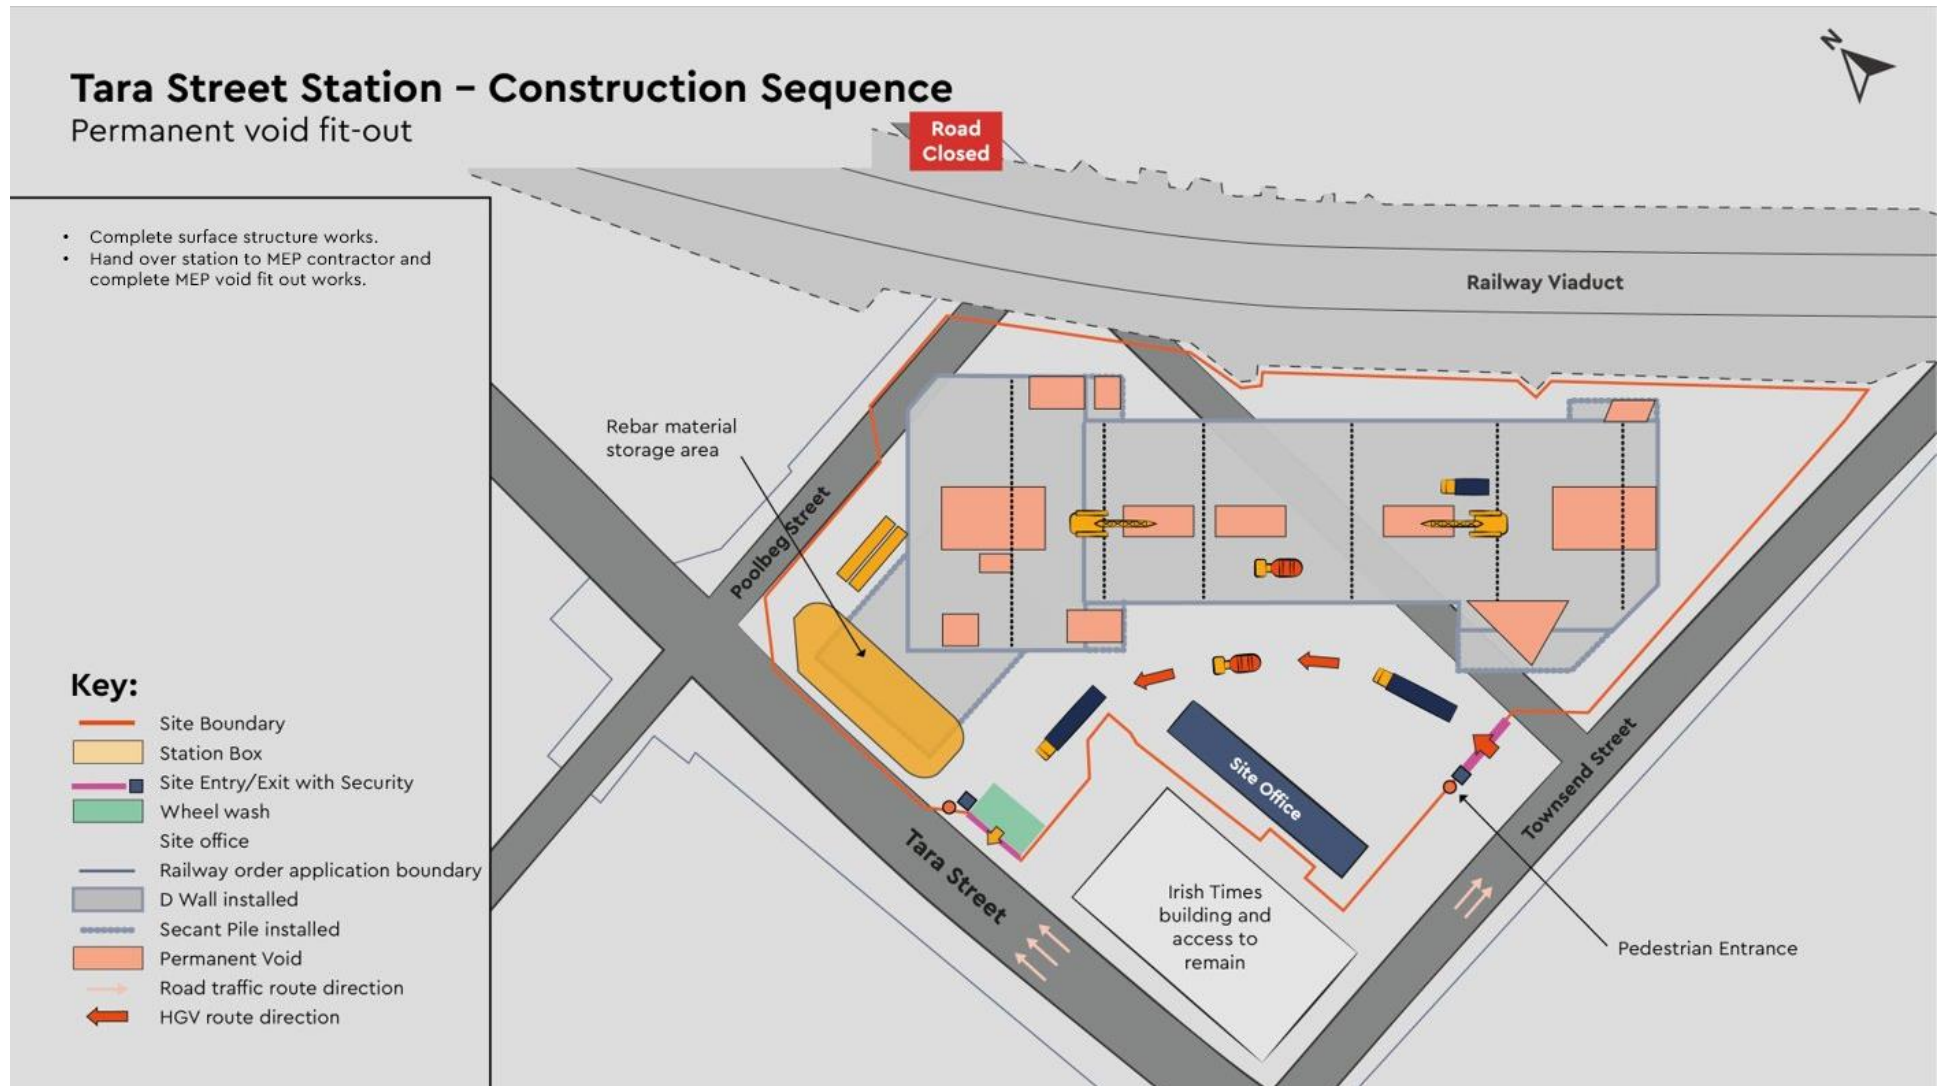 Tara Street Station – Construction Sequence
Permanent void fit-out
N
Road
Closed
• Complete surface structure works.
• Hand over station to MEP contractor and
complete MEP void fit out works.
Railway Viaduct
Rebar material
storage area
Poolbeg Street
Key:
Site Boundary
Station Box
Site Entry/Exit with Security
Wheel wash
Site office
Railway order application boundary
D Wall installed
Secant Pile installed
Permanent Void
Road traffic route direction
HGV route direction
Site Office
Townsend Street
Tara Street
Irish Times
building and
access to
remain
Pedestrian Entrance